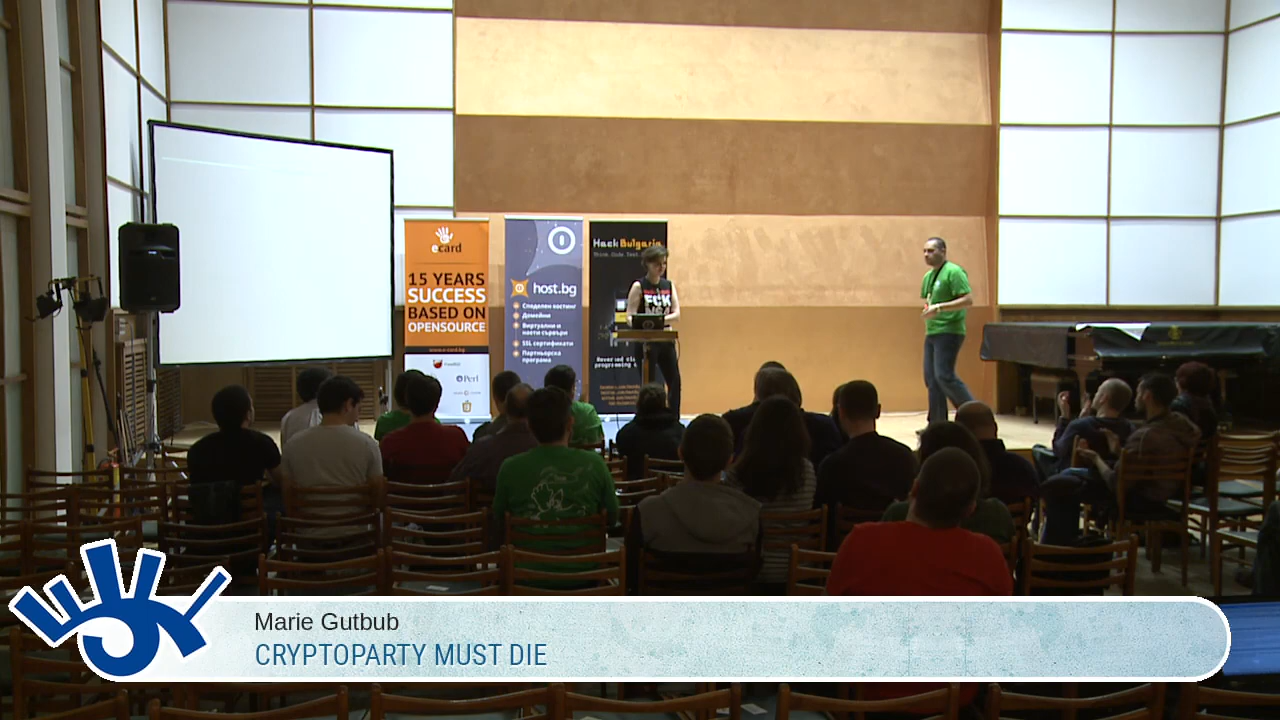 ecard
15 YEARS
SUCCESS
BASED ON
OPENSOURCE
Perl
host.bg
Споделен хостинг
Домейни
Виртуални и
наети сървъри
SSL сертификати
Партньорска
програма
Hack Bulgaria
Marie Gutbub
CRYPTOPARTY MUST DIE